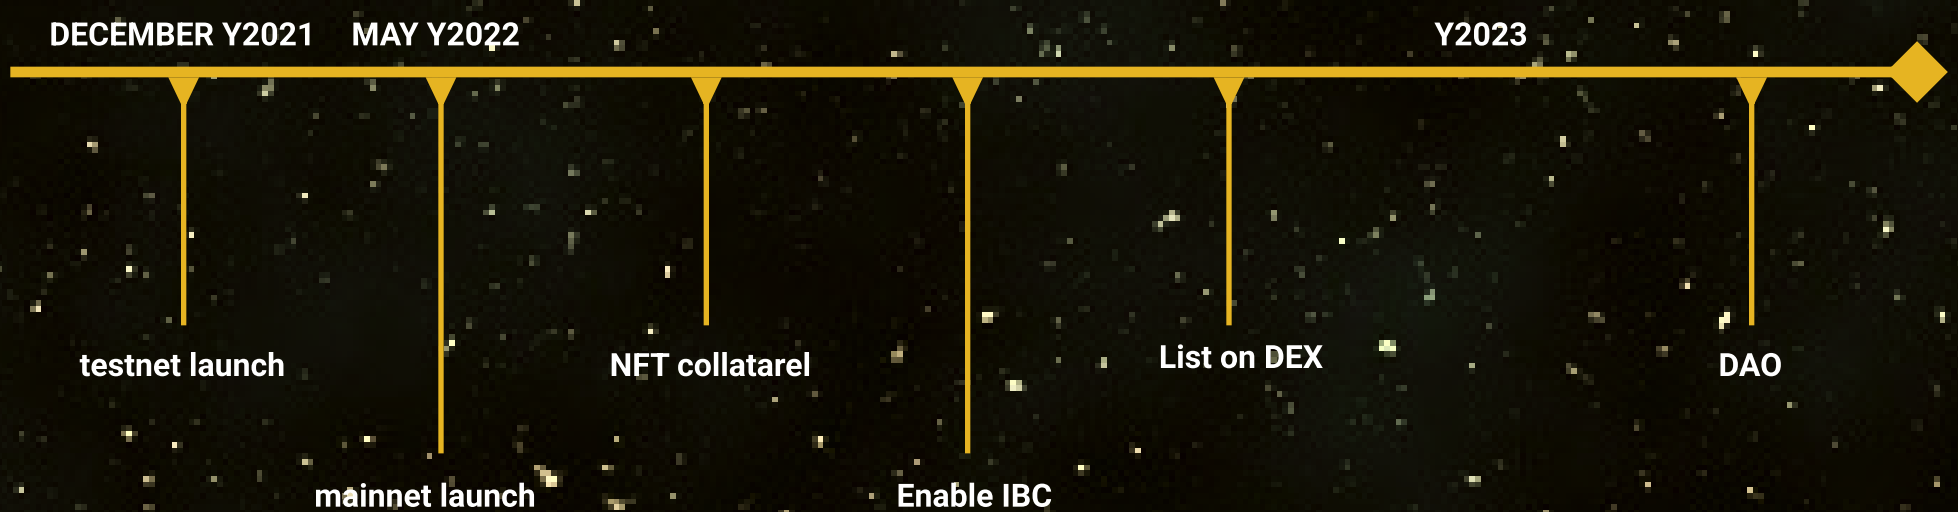 DECEMBER Y2021
MAY Y2022
Y2023
testnet launch
mainnet launch
NFT collatarel
Enable IBC
List on DEX
DAO